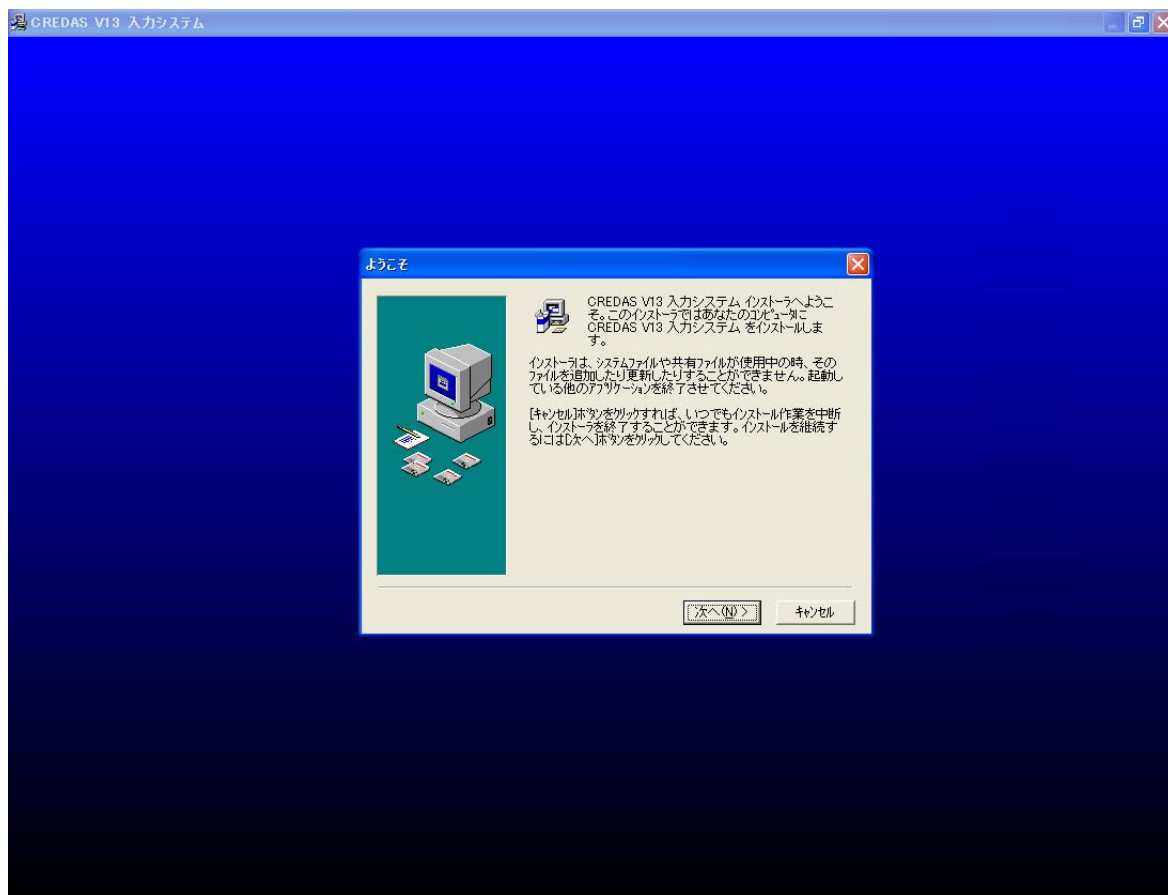 CREDAS V13 入力システム
ようこそ
CREDAS V13 入力システム インストーラへようこ
そ。このインストーラではあなたのコンピュータに
CREDAS V13 入力システム をインストールしま
す。
インストーラは、システムファイルや共有ファイルが使用中の時、その
ファイルを追加したり更新したりすることができません。起動し
ている他のアプリケーションを終了させてください。
[キャンセル]ボタンをクリックすれば、いつでもインストール作業を中断
し、インストーラを終了することができます。インストールを継続す
るには[次へ]ボタンをクリックしてください。
次へ(N) >
キャンセル